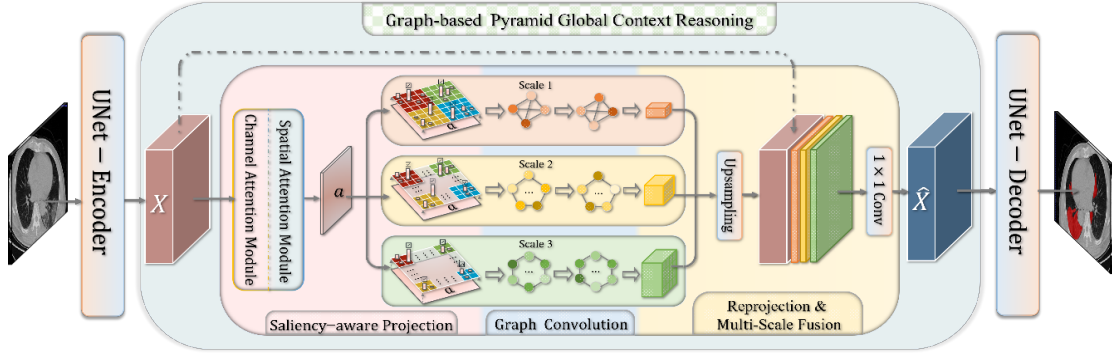 Graph-based Pyramid Global Context Reasoning
UNet－Encoder
X
Channel Attention Module
Spatial Attention Module
a
Scale 1
a
Scale 2
...
...
a
Scale 3
...
...
a
Upsampling
1×1 Conv
X̂
UNet－Decoder
Saliency−aware Projection
Graph Convolution
Reprojection &
Multi-Scale Fusion